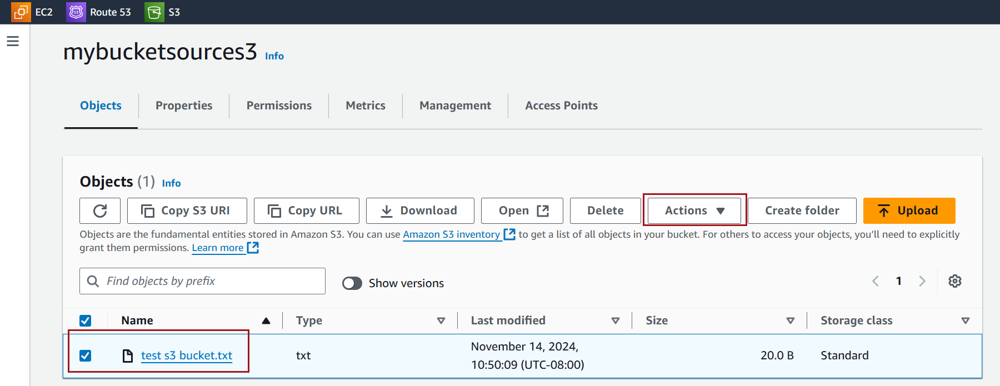 EC2 Route 53 S3
mybucketsources3 Info
Objects Properties Permissions Metrics Management Access Points
Objects (1) Info
Copy S3 URI Copy URL Download Open Delete Actions Create folder Upload
Objects are the fundamental entities stored in Amazon S3. You can use Amazon S3 inventory to get a list of all objects in your bucket. For others to access your objects, you’ll need to explicitly
grant them permissions. Learn more
Find objects by prefix Show versions 1
Name Type Last modified Size Storage class
test s3 bucket.txt txt November 14, 2024, 20.0 B Standard
10:50:09 (UTC-08:00)